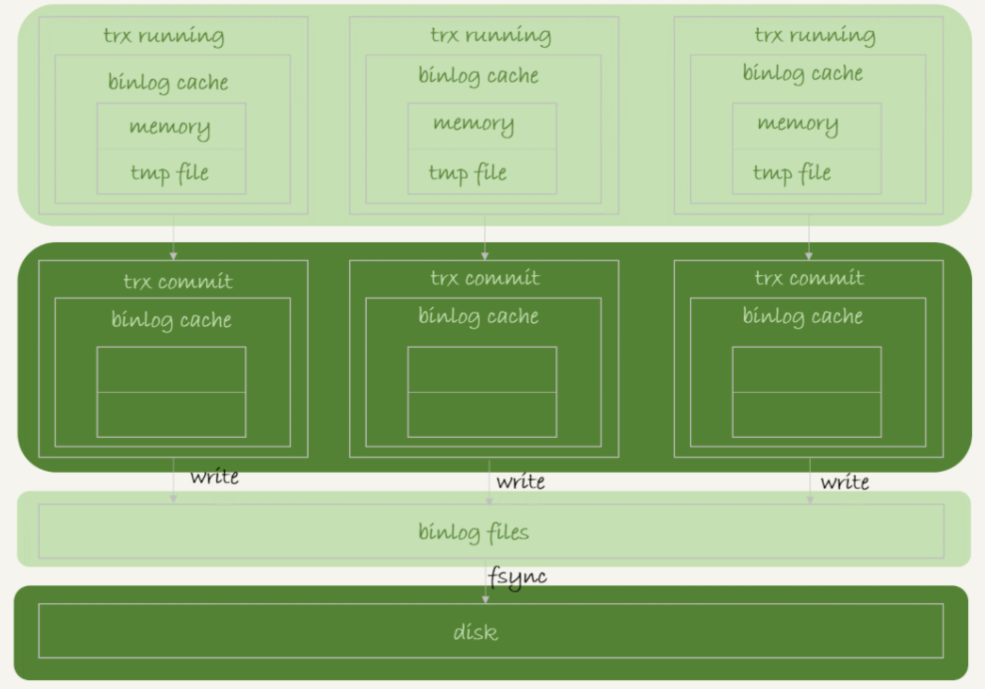 trx running
binlog cache
memory
tmp file
trx running
binlog cache
memory
tmp file
trx running
binlog cache
memory
tmp file
trx commit
binlog cache
trx commit
binlog cache
trx commit
binlog cache
write
write
write
binlog files
fsync
disk